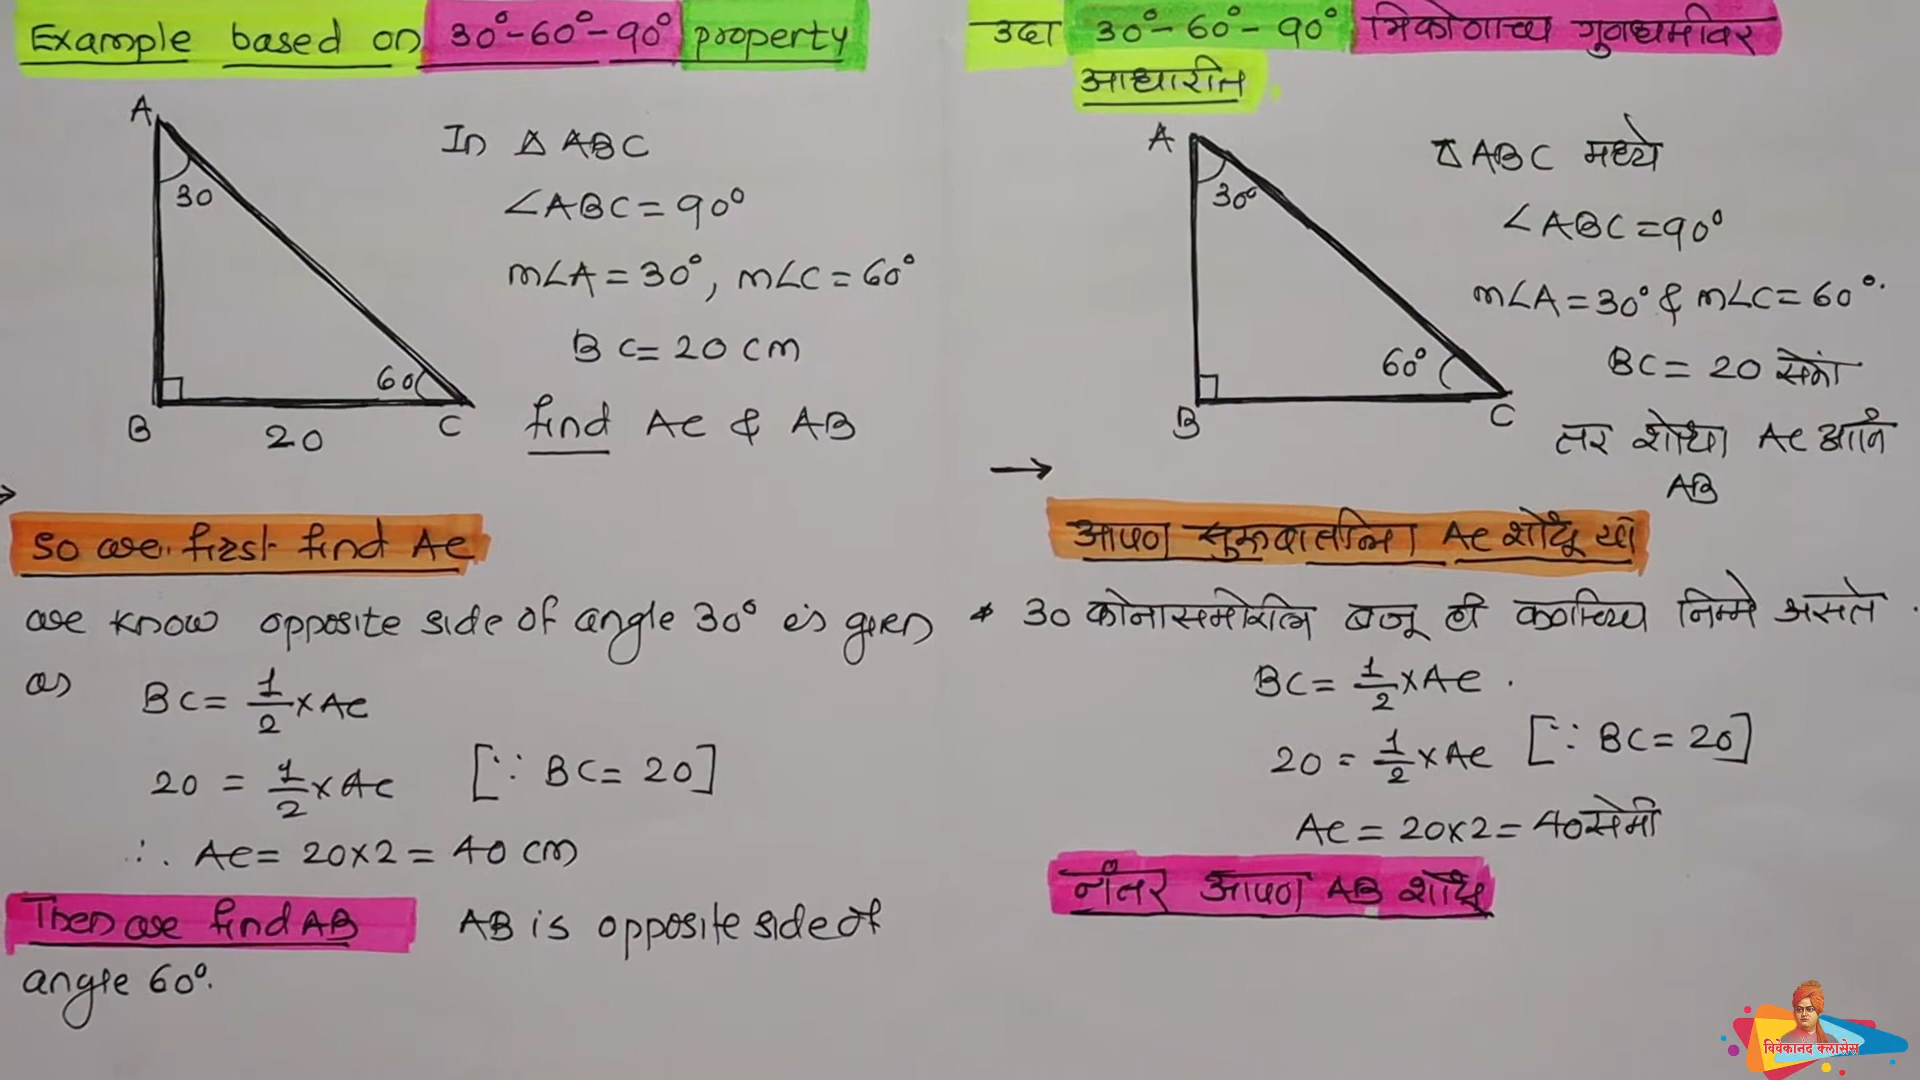 Example based on 30°-60°-90° property
A
30
B
20
60
C
In △ ABC
∠ABC = 90°
m∠A = 30°, m∠C = 60°
BC = 20 cm
find AC & AB
→
So we first find AC
we know opposite side of angle 30° is given
as
BC = 1/2 × AC
20 = 1/2 × AC [∵ BC = 20]
∴ AC = 20×2 = 40 cm
Then we find AB AB is opposite side of
angle 60°.
उदा 30° - 60° - 90° त्रिकोणाच्य गुणधर्मावर
आधारीत
A
30°
B
60°
C
△ ABC मध्ये
∠ABC = 90°
m∠A = 30° & m∠C = 60°.
BC = 20 सेमी
तर शोधा AC आनि
AB
→
आपण सुरुवातीला AC शोधू या
* 30 कोनासमोरील बाजू ही कर्णाच्या निम्मे असते.
BC = 1/2 × AC.
20 = 1/2 × AC [∵ BC = 20]
AC = 20×2 = 40 सेमी
नंतर आपण AB शोधू
विवेकानंद क्लासेस